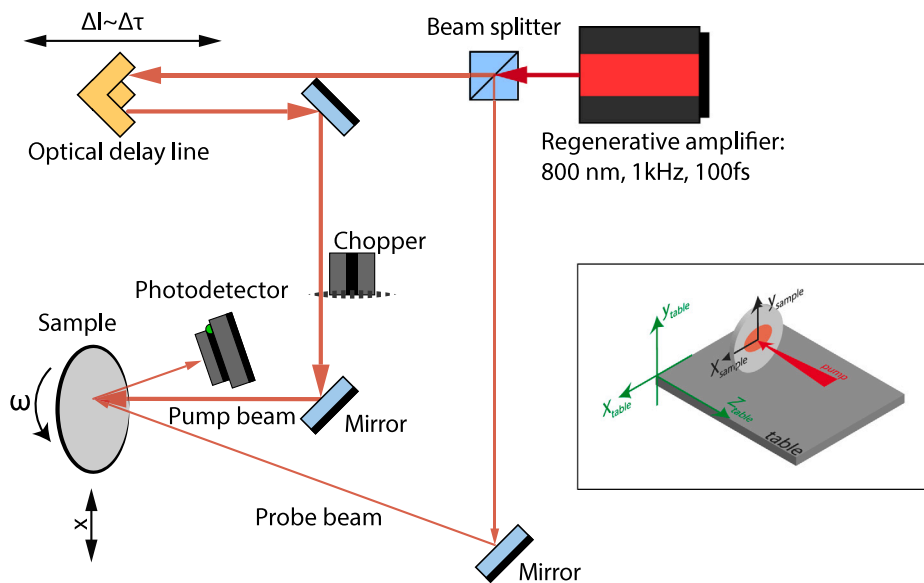 Δl~Δτ
Beam splitter
Optical delay line
Regenerative amplifier:
800 nm, 1kHz, 100fs
Chopper
Photodetector
Sample
ω
Pump beam
Mirror
x
Probe beam
Mirror
y_table
y_sample
x_sample
pump
x_table
z_table
table